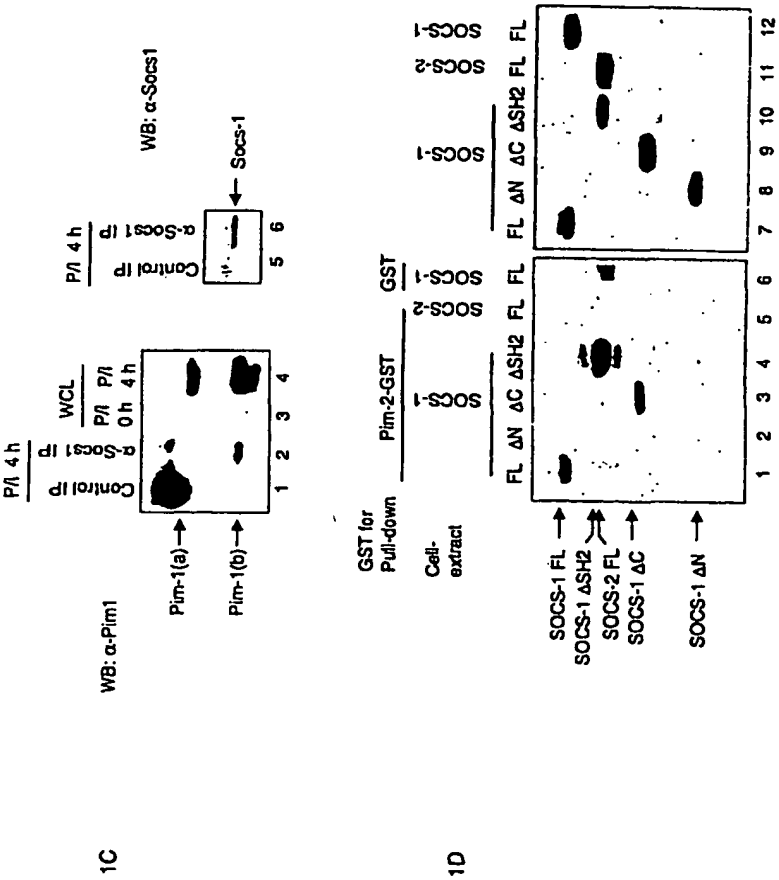 1C
WB: α-Pim1
P/I 4 h
Control IP
α-Socs1 IP
WCL
P/I 0 h
P/I 4 h
Pim-1(a)
Pim-1(b)
1 2 3 4
P/I 4 h
Control IP
α-Socs1 IP
WB: α-Socs1
Socs-1
5 6
1D
GST for Pull-down
Pim-2-GST
GST
Cell-extract
SOCS-1
SOCS-2
SOCS-1
SOCS-1
SOCS-2
SOCS-1
FL ΔN ΔC ΔSH2 FL FL
FL ΔN ΔC ΔSH2 FL FL
SOCS-1 FL
SOCS-1 ΔSH2
SOCS-2 FL
SOCS-1 ΔC
SOCS-1 ΔN
1 2 3 4 5 6
7 8 9 10 11 12